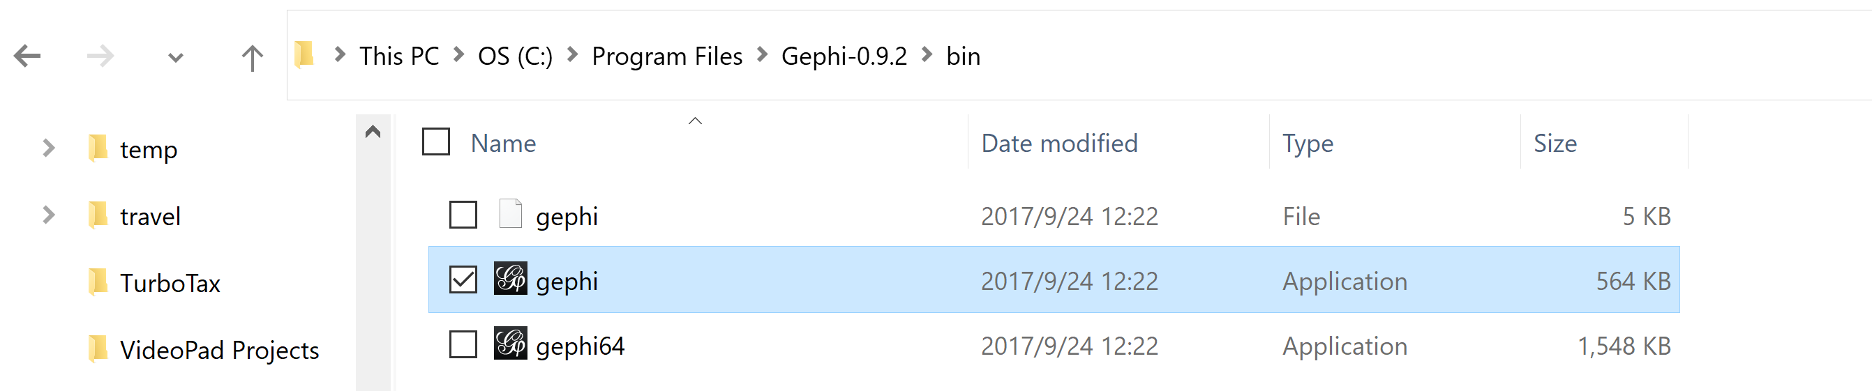 This PC > OS (C:) > Program Files > Gephi-0.9.2 > bin
temp
travel
TurboTax
VideoPad Projects
Name Date modified Type Size
gephi 2017/9/24 12:22 File 5 KB
gephi 2017/9/24 12:22 Application 564 KB
gephi64 2017/9/24 12:22 Application 1,548 KB